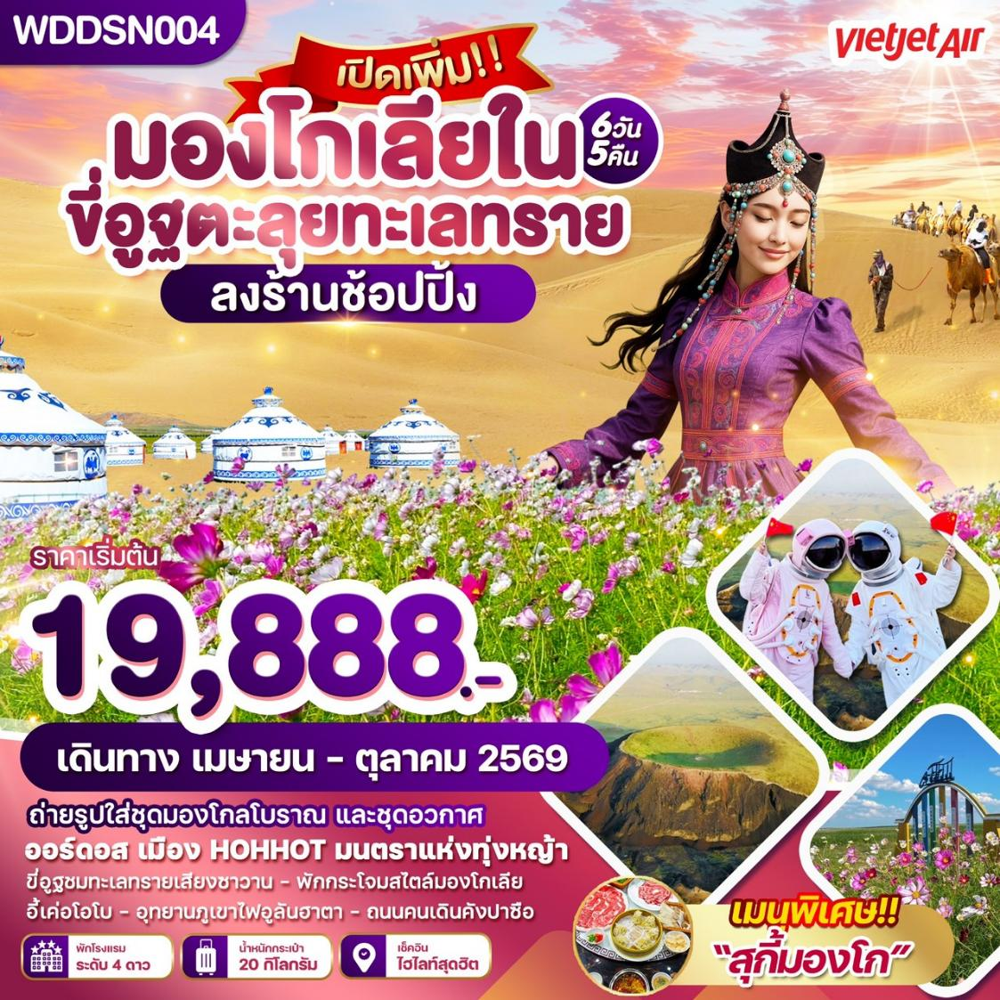 WDDSN004
vietjetAir
เปิดเพิ่ม!!
มองโกเลียใน
6วัน
5คืน
ขี่อูฐตะลุยทะเลทราย
ลงร้านช้อปปิ้ง
ราคาเริ่มต้น
19,888.-
เดินทาง เมษายน - ตุลาคม 2569
ถ่ายรูปใส่ชุดมองโกลโบราณ และชุดอวกาศ
ออร์ดอส เมือง HOHHOT มนตราแห่งทุ่งหญ้า
ขี่อูฐชมทะเลทรายเสียงซาวาน - พักกระโจมสไตล์มองโกเลีย
อี้เค่อโอโบ - อุทยานภูเขาไฟอูลันฮาตา - ถนนคนเดินคังปาซือ
พักโรงแรม
ระดับ 4 ดาว
น้ำหนักกระเป๋า
20 กิโลกรัม
เช็คอิน
ไฮไลท์สุดฮิต
เมนูพิเศษ!!
"สุกี้มองโก"